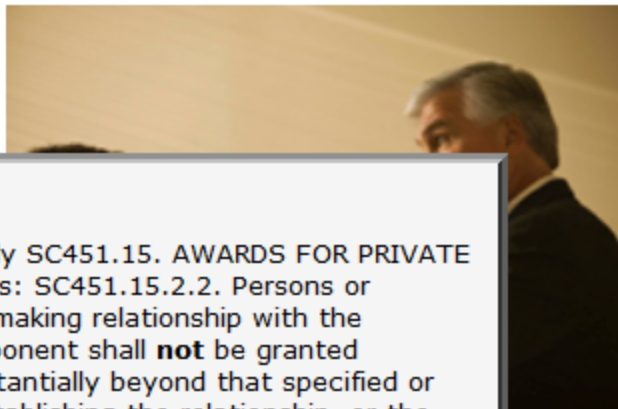 y SC451.15. AWARDS FOR PRIVATE
s: SC451.15.2.2. Persons or
making relationship with the
onent shall not be granted
tantially beyond that specified or